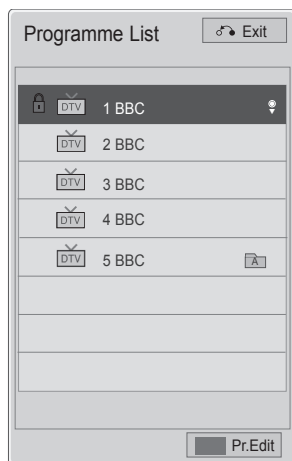 Programme List Exit
DTV 1 BBC
DTV 2 BBC
DTV 3 BBC
DTV 4 BBC
DTV 5 BBC A
Pr.Edit